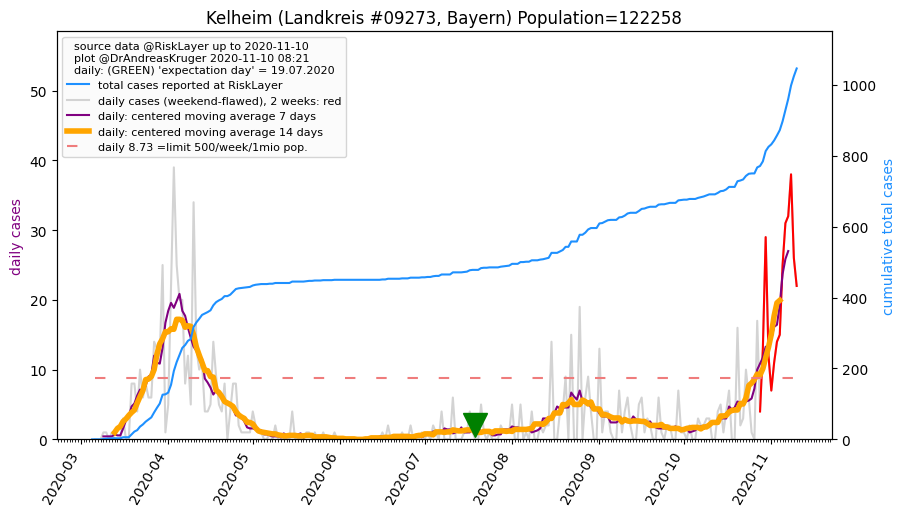 Kelheim (Landkreis #09273, Bayern) Population=122258
source data @RiskLayer up to 2020-11-10
plot @DrAndreasKruger 2020-11-10 08:21
daily: (GREEN) 'expectation day' = 19.07.2020
total cases reported at RiskLayer
daily cases (weekend-flawed), 2 weeks: red
daily: centered moving average 7 days
daily: centered moving average 14 days
daily 8.73 =limit 500/week/1mio pop.
daily cases
50
40
30
20
10
0
cumulative total cases
1000
800
600
400
200
0
2020-03
2020-04
2020-05
2020-06
2020-07
2020-08
2020-09
2020-10
2020-11